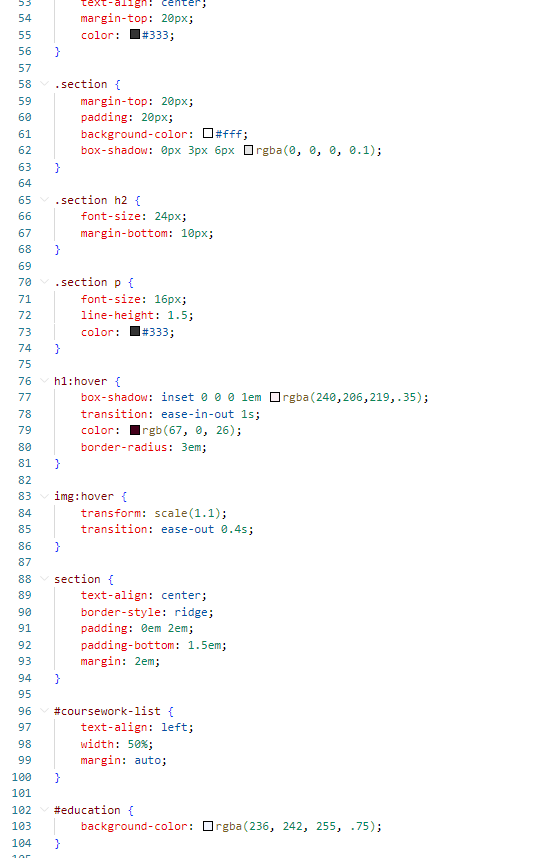 53 text-align: center;
54 margin-top: 20px;
55 color: #333;
56 }
57
58 .section {
59 margin-top: 20px;
60 padding: 20px;
61 background-color: #fff;
62 box-shadow: 0px 3px 6px rgba(0, 0, 0, 0.1);
63 }
64
65 .section h2 {
66 font-size: 24px;
67 margin-bottom: 10px;
68 }
69
70 .section p {
71 font-size: 16px;
72 line-height: 1.5;
73 color: #333;
74 }
75
76 h1:hover {
77 box-shadow: inset 0 0 0 1em rgba(240,206,219,.35);
78 transition: ease-in-out 1s;
79 color: rgb(67, 0, 26);
80 border-radius: 3em;
81 }
82
83 img:hover {
84 transform: scale(1.1);
85 transition: ease-out 0.4s;
86 }
87
88 section {
89 text-align: center;
90 border-style: ridge;
91 padding: 0em 2em;
92 padding-bottom: 1.5em;
93 margin: 2em;
94 }
95
96 #coursework-list {
97 text-align: left;
98 width: 50%;
99 margin: auto;
100 }
101
102 #education {
103 background-color: rgba(236, 242, 255, .75);
104 }